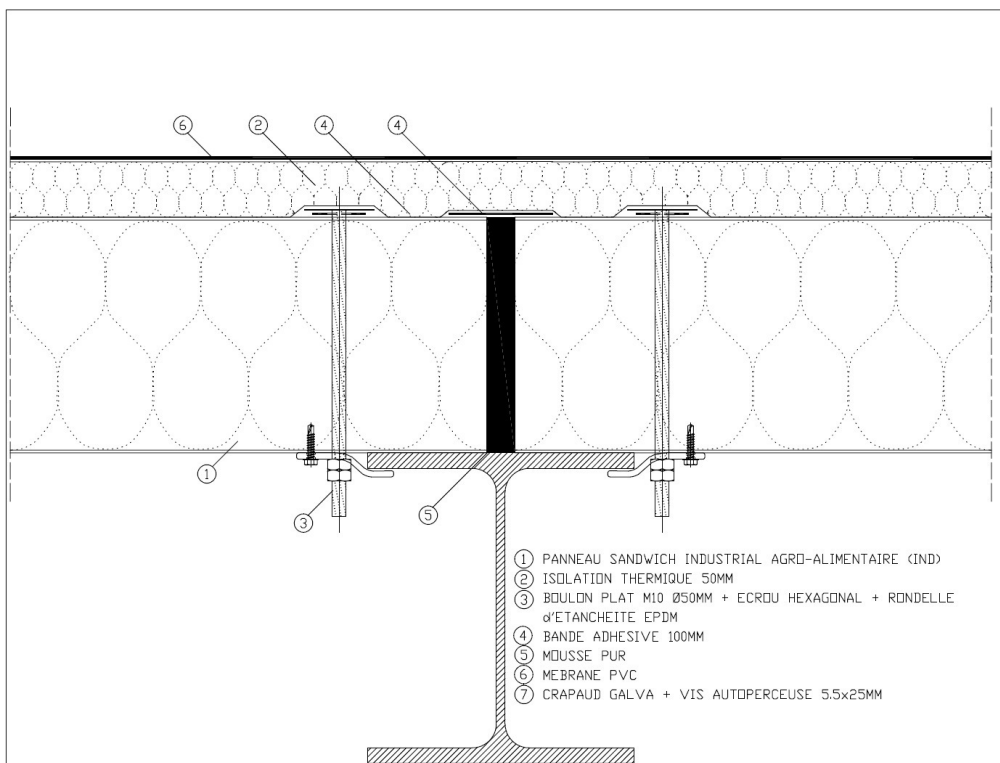 6 2 4 4
1
3
5
1 PANNEAU SANDWICH INDUSTRIAL AGRO-ALIMENTAIRE (IND)
2 ISOLATION THERMIQUE 50MM
3 BOULON PLAT M10 Ø50MM + ECROU HEXAGONAL + RONDELLE
d'ETANCHEITE EPDM
4 BANDE ADHESIVE 100MM
5 MOUSSE PUR
6 MEBRANE PVC
7 CRAPAUD GALVA + VIS AUTOPERCEUSE 5.5x25MM